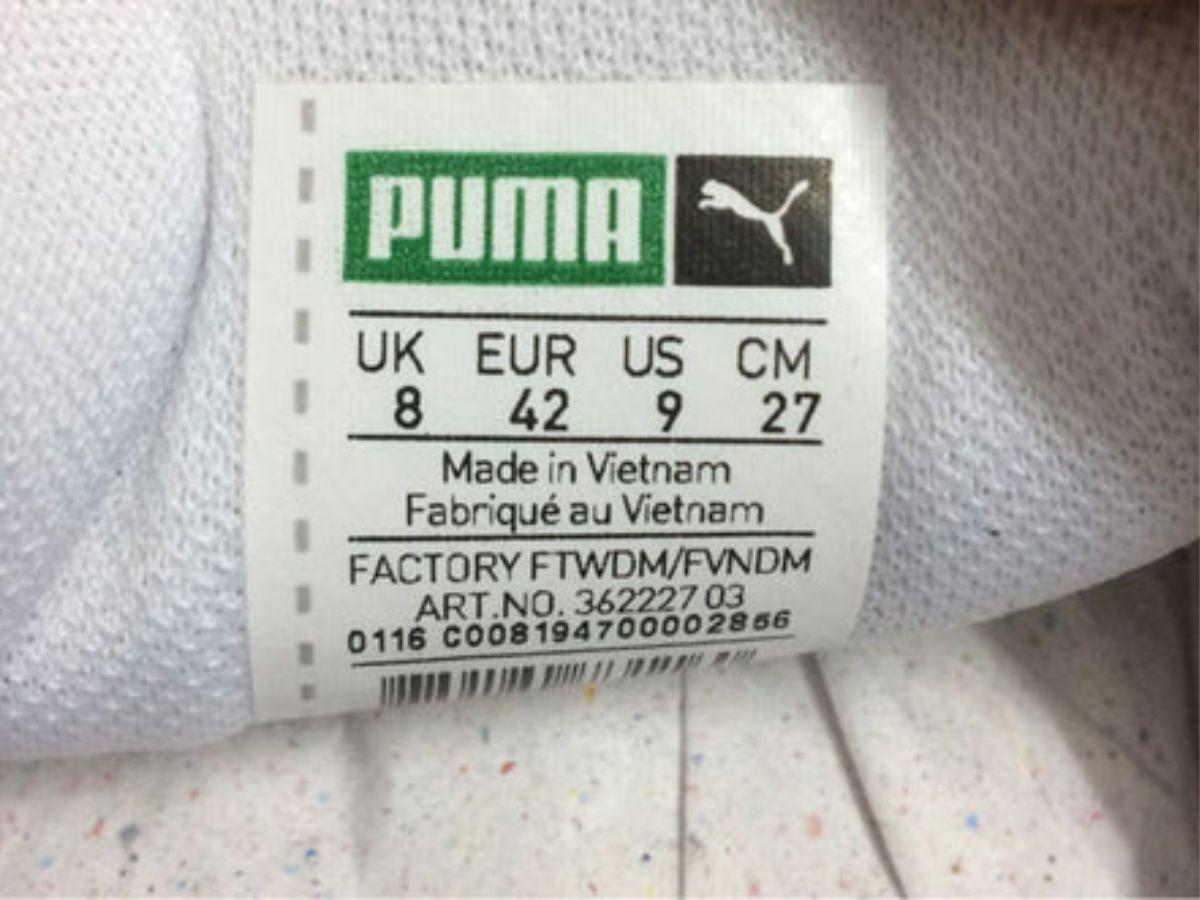 PUMA
UK EUR US CM
8 42 9 27
Made in Vietnam
Fabriqué au Vietnam
FACTORY FTWDM/FVNDM
ART.NO. 362227 03
0116 C008194700002866